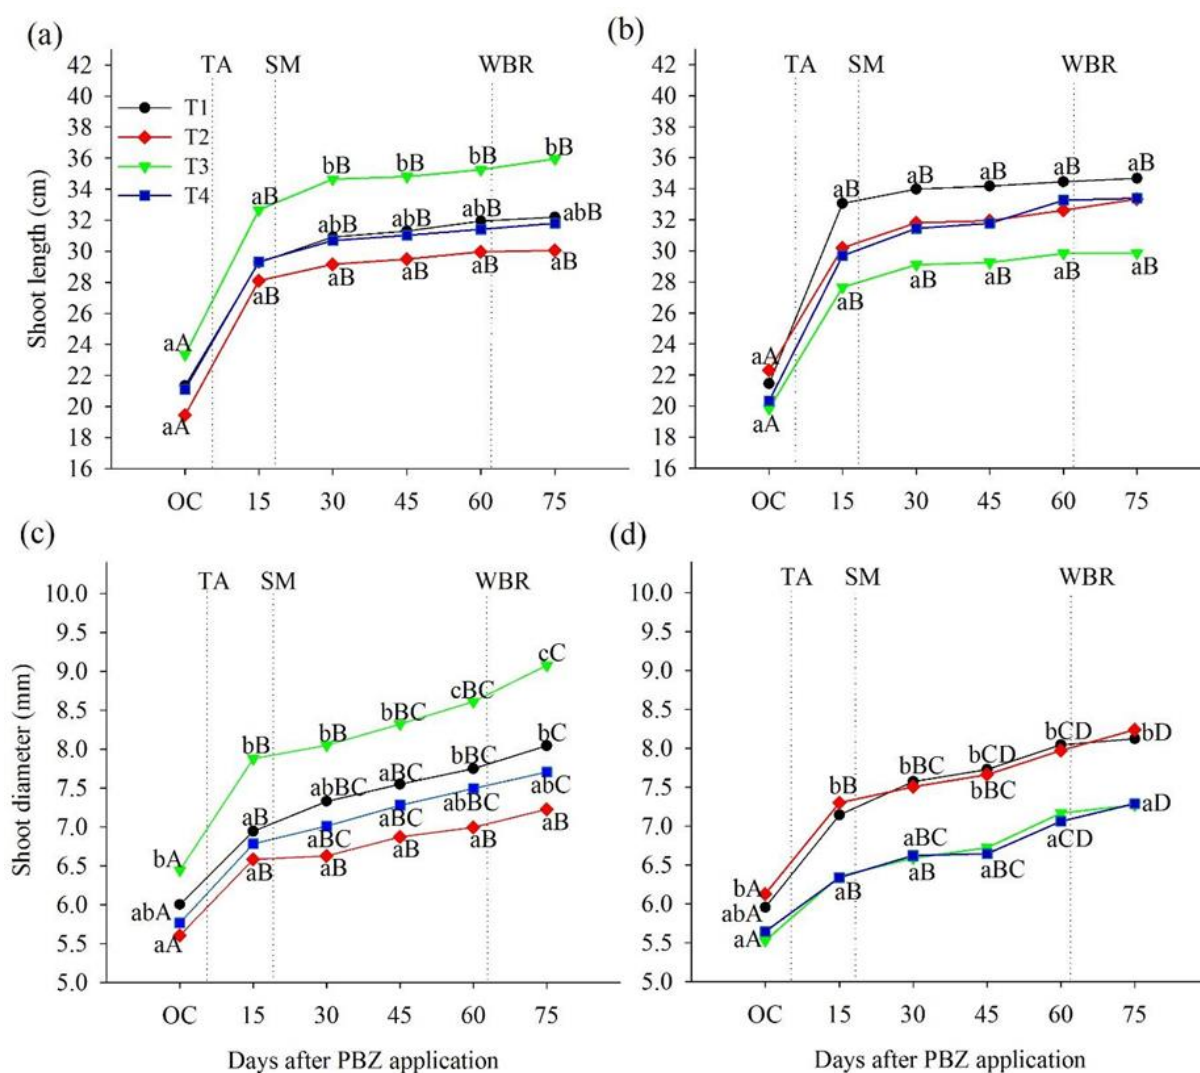 (a)
TA SM WBR
42
40
38
36
34
32
30
28
26
24
22
20
18
16
Shoot length (cm)
T1
T2
T3
T4
aB bB bB bB bB
abB abB abB abB
aB aB aB aB aB
aA
aA
OC 15 30 45 60 75
(b)
TA SM WBR
42
40
38
36
34
32
30
28
26
24
22
20
18
16
aB aB aB aB aB
aB aB aB aB aB
aA
aA
OC 15 30 45 60 75
(c)
TA SM WBR
10.0
9.5
9.0
8.5
8.0
7.5
7.0
6.5
6.0
5.5
5.0
Shoot diameter (mm)
bA bB bB bBC cBC cC
abA aB abBC aBC bBC bC
aBC aBC abBC abC
aA aB aB aB aB aB
OC 15 30 45 60 75
Days after PBZ application
(d)
TA SM WBR
10.0
9.5
9.0
8.5
8.0
7.5
7.0
6.5
6.0
5.5
5.0
bA bB bBC bCD bCD bD
abA bBC
aBC aCD aD
aA aB aB aBC
OC 15 30 45 60 75
Days after PBZ application